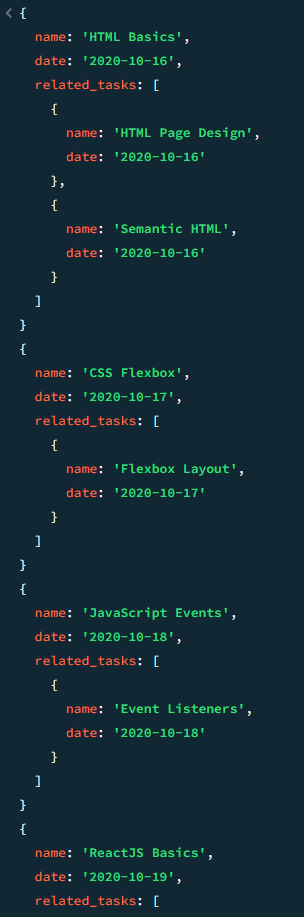 {
name: 'HTML Basics',
date: '2020-10-16',
related_tasks: [
{
name: 'HTML Page Design',
date: '2020-10-16'
},
{
name: 'Semantic HTML',
date: '2020-10-16'
}
]
}
{
name: 'CSS Flexbox',
date: '2020-10-17',
related_tasks: [
{
name: 'Flexbox Layout',
date: '2020-10-17'
}
]
}
{
name: 'JavaScript Events',
date: '2020-10-18',
related_tasks: [
{
name: 'Event Listeners',
date: '2020-10-18'
}
]
}
{
name: 'ReactJS Basics',
date: '2020-10-19',
related_tasks: [